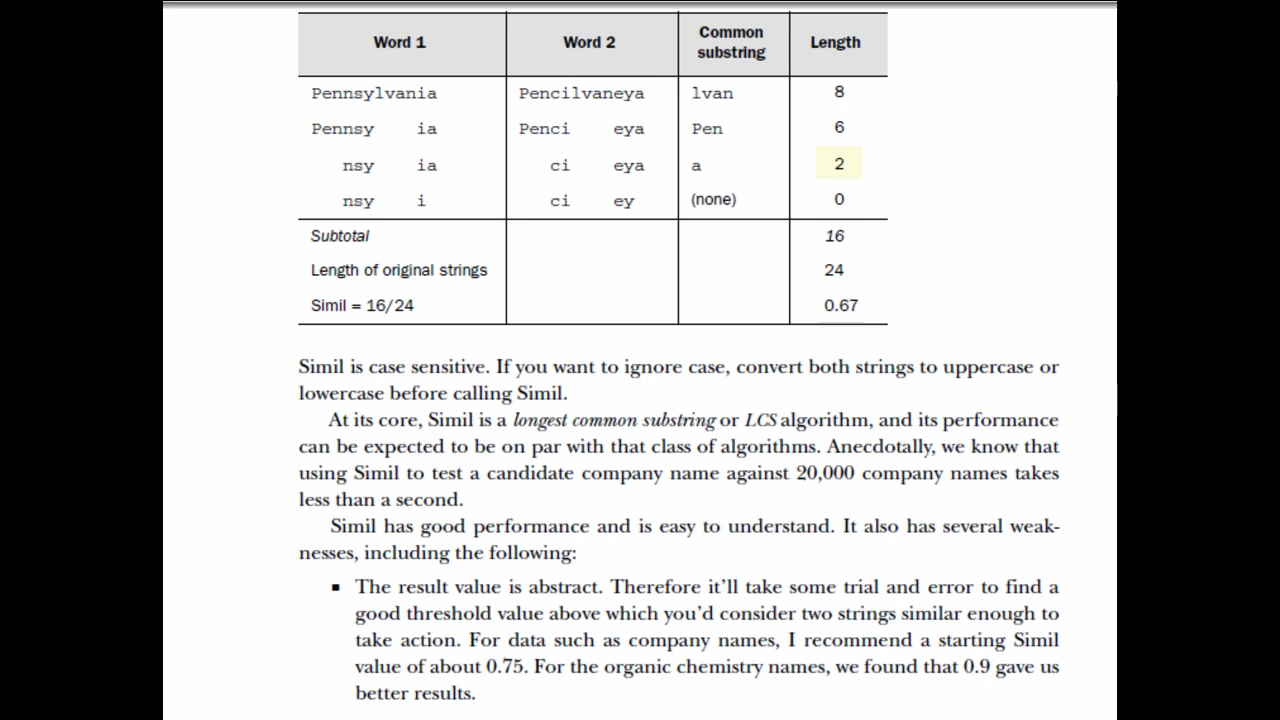 Word 1 Word 2 Common substring Length
Pennsylvania Pencilvaneya lvan 8
Pennsy ia Penci eya Pen 6
nsy ia ci eya a 2
nsy i ci ey (none) 0
Subtotal 16
Length of original strings 24
Simil = 16/24 0.67
Simil is case sensitive. If you want to ignore case, convert both strings to uppercase or
lowercase before calling Simil.
At its core, Simil is a longest common substring or LCS algorithm, and its performance
can be expected to be on par with that class of algorithms. Anecdotally, we know that
using Simil to test a candidate company name against 20,000 company names takes
less than a second.
Simil has good performance and is easy to understand. It also has several weak-
nesses, including the following:
■ The result value is abstract. Therefore it'll take some trial and error to find a
good threshold value above which you'd consider two strings similar enough to
take action. For data such as company names, I recommend a starting Simil
value of about 0.75. For the organic chemistry names, we found that 0.9 gave us
better results.